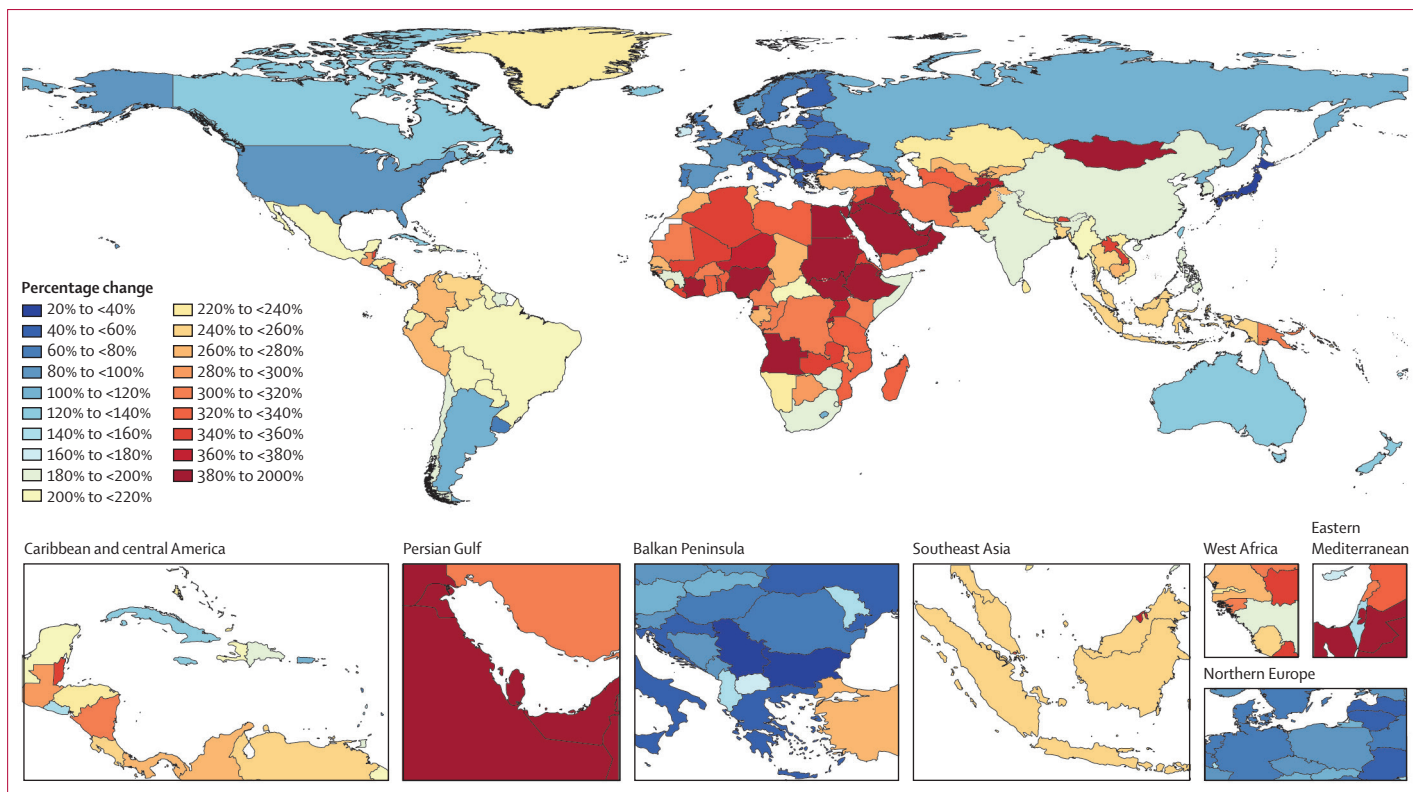 Percentage change
20% to <40%
40% to <60%
60% to <80%
80% to <100%
100% to <120%
120% to <140%
140% to <160%
160% to <180%
180% to <200%
200% to <220%
220% to <240%
240% to <260%
260% to <280%
280% to <300%
300% to <320%
320% to <340%
340% to <360%
360% to <380%
380% to 2000%
Caribbean and central America
Persian Gulf
Balkan Peninsula
Southeast Asia
West Africa
Eastern
Mediterranean
Northern Europe